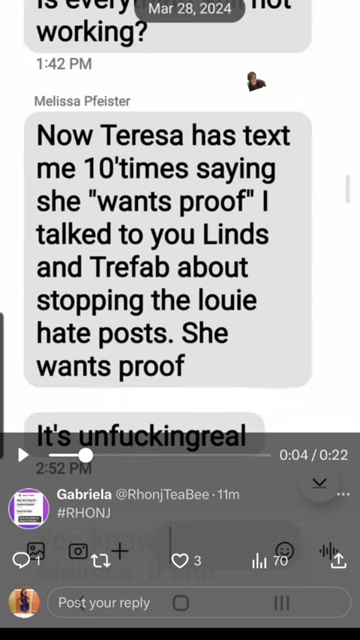 Mar 28, 2024
working?
1:42 PM
Melissa Pfeister
Now Teresa has text
me 10'times saying
she "wants proof" I
talked to you Linds
and Trefab about
stopping the louie
hate posts. She
wants proof
It's unfuckingreal
0:04 / 0:22
2:52 PM
Gabriela @RhonjTeaBee · 11m
#RHONJ
1
3
70
Post your reply